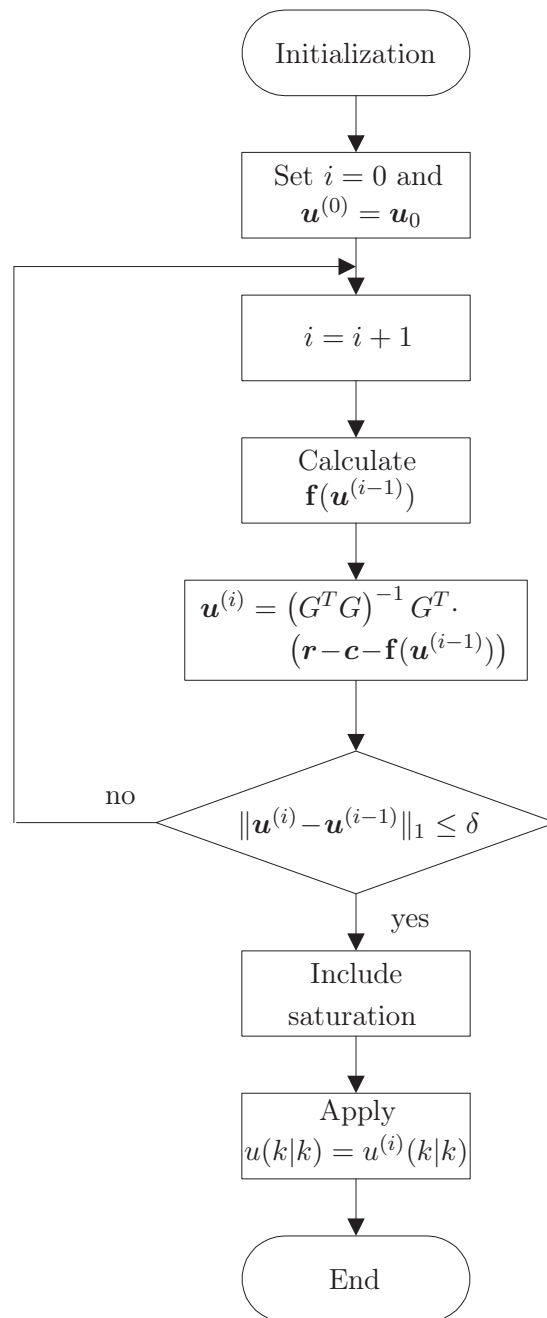 Initialization
Set i = 0 and
u^(0) = u_0
i = i + 1
Calculate
f(u^(i−1))
u^(i) = (G^T G)^−1 G^T ·
(r−c−f(u^(i−1)))
no
‖u^(i)−u^(i−1)‖_1 ≤ δ
yes
Include
saturation
Apply
u(k|k) = u^(i)(k|k)
End